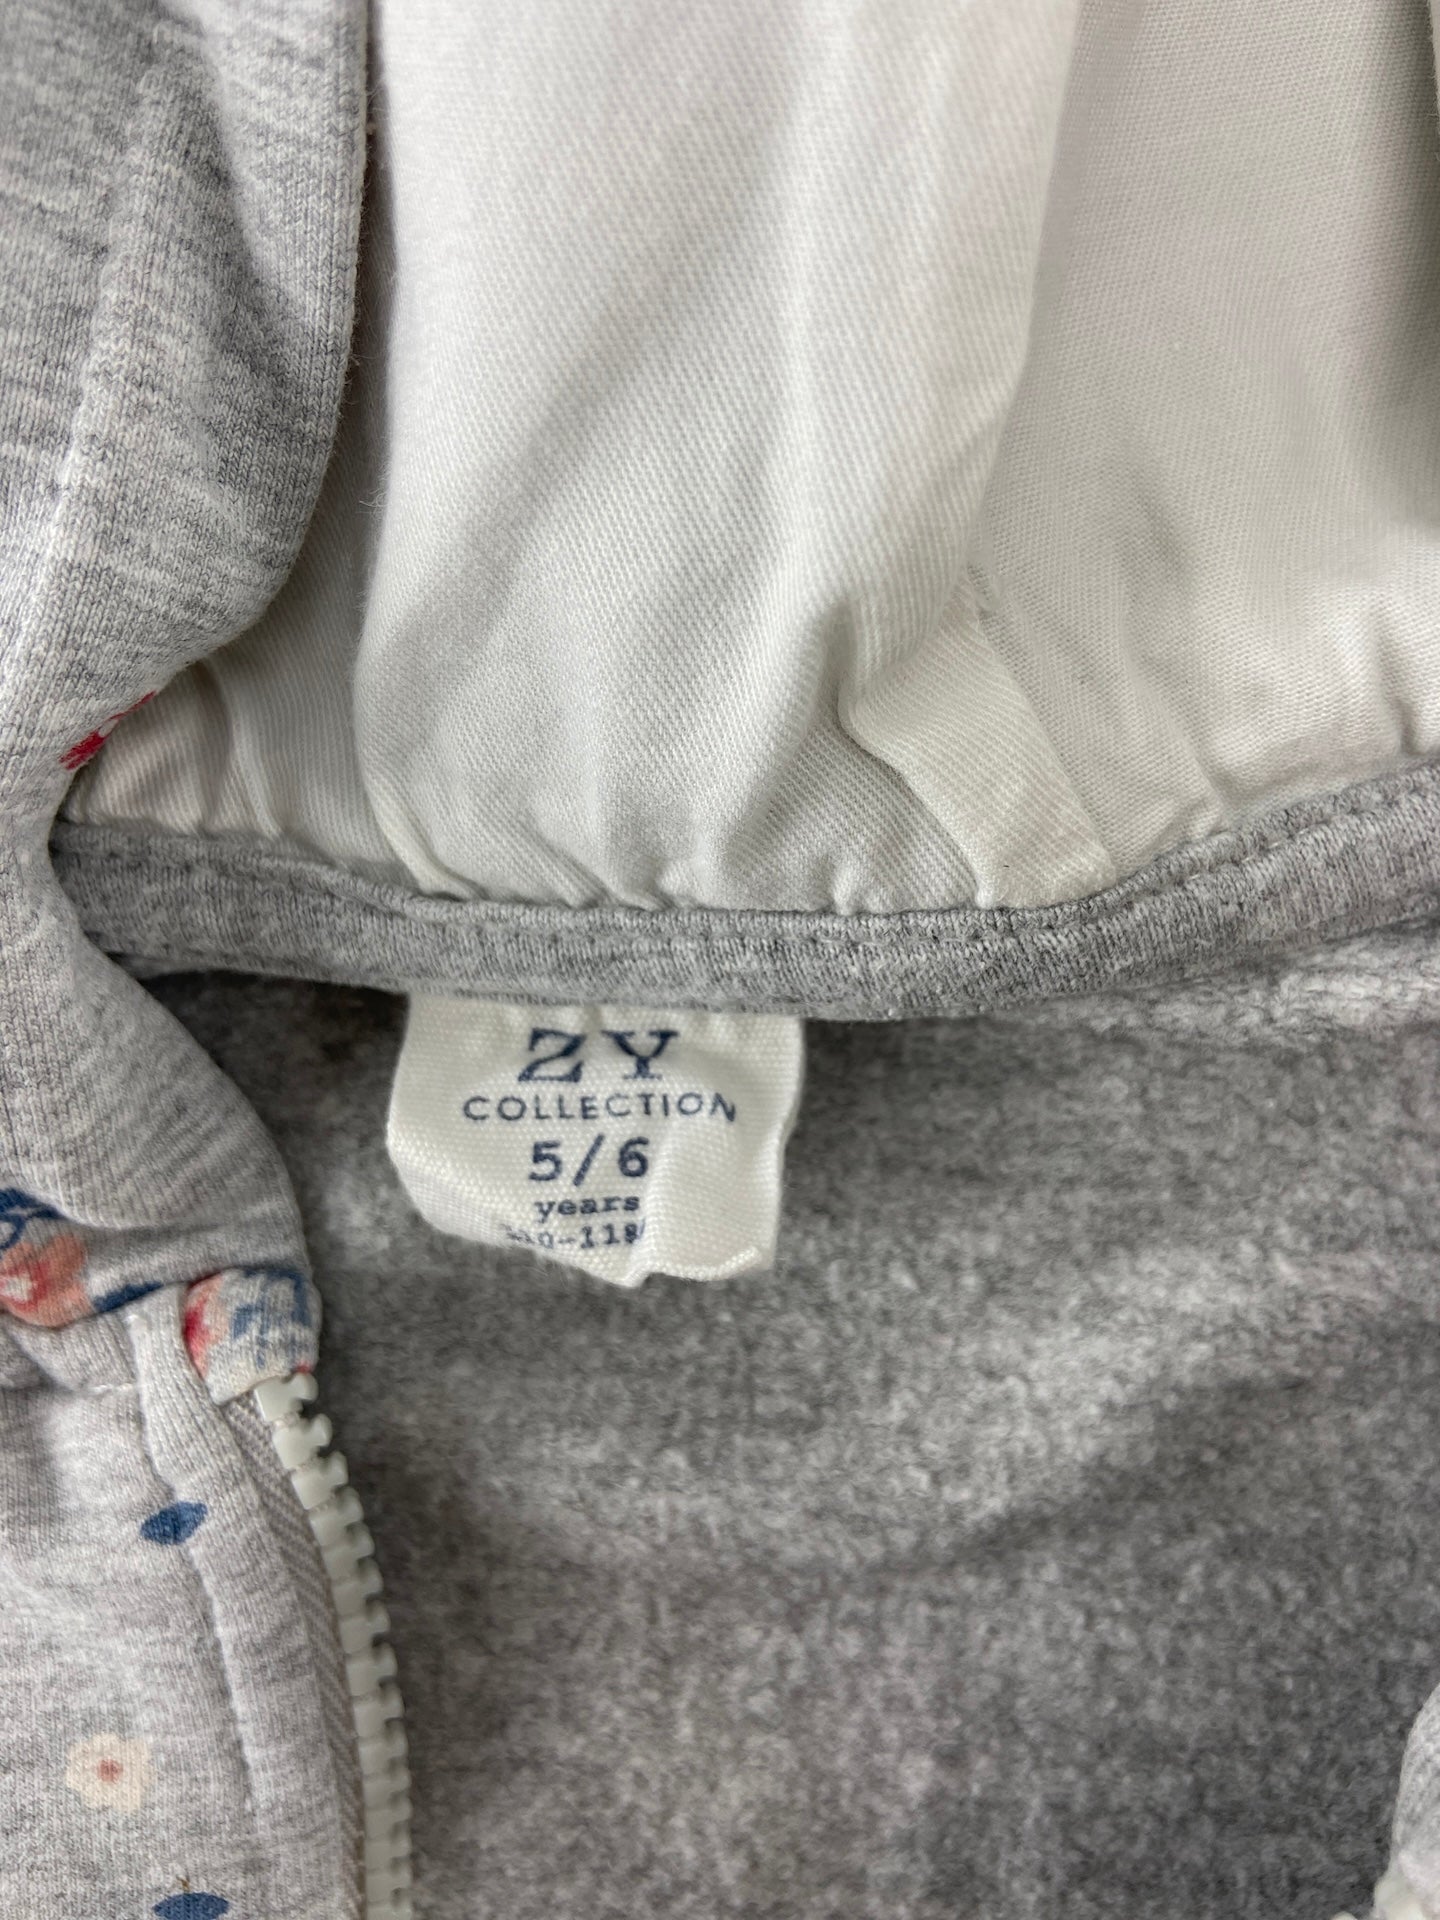 ZY
COLLECTION
5/6
years